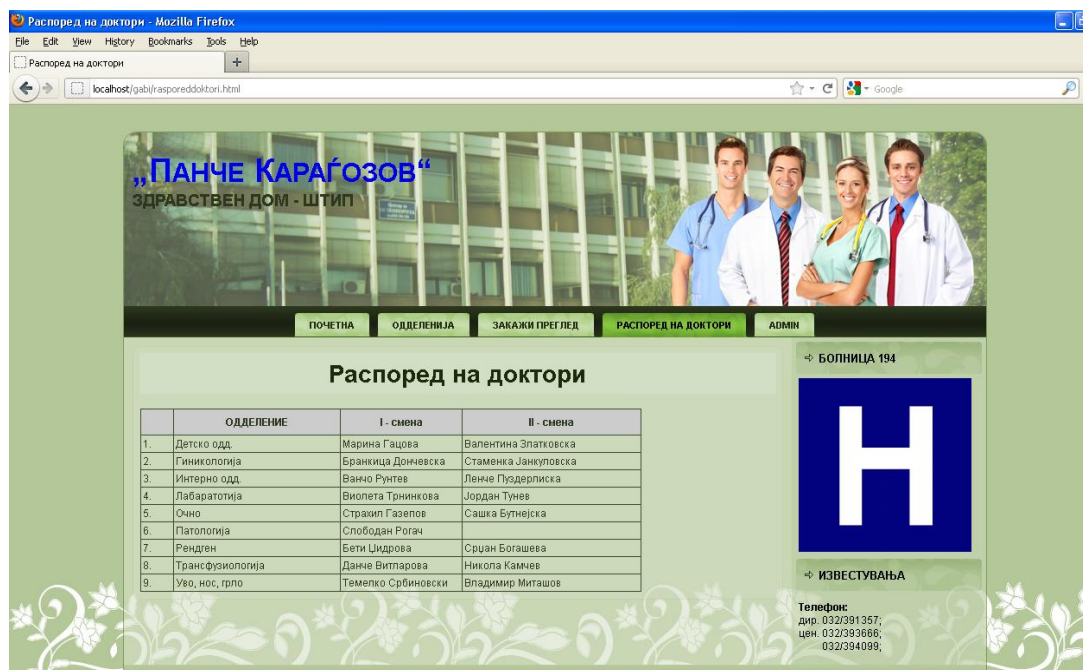 Распоред на доктори - Mozilla Firefox
File Edit View History Bookmarks Tools Help
Распоред на доктори +
localhost/gabi/rasporeddoktori.html Google
„ПАНЧЕ КАРАЃОЗОВ“
ЗДРАВСТВЕН ДОМ - ШТИП
ПОЧЕТНА ОДДЕЛЕНИЈА ЗАКАЖИ ПРЕГЛЕД РАСПОРЕД НА ДОКТОРИ ADMIN
Распоред на доктори
ОДДЕЛЕНИЕ I - смена II - смена
1. Детско одд. Марина Гацова Валентина Златковска
2. Гиникологија Бранкица Дончевска Стаменка Јанкуловска
3. Интерно одд. Ванчо Рунтев Ленче Пуздерлиска
4. Лабаратотија Виолета Трнинкова Јордан Тунев
5. Очно Страхил Газепов Сашка Бутнејска
6. Патологија Слободан Рогач
7. Рендген Бети Џидрова Срџан Богашева
8. Трансфузиологија Данче Витларова Никола Камчев
9. Уво, нос, грло Темелко Србиновски Владимир Миташов
БОЛНИЦА 194
H
ИЗВЕСТУВАЊА
Телефон:
дир. 032/391357;
цен. 032/393666;
032/394099;